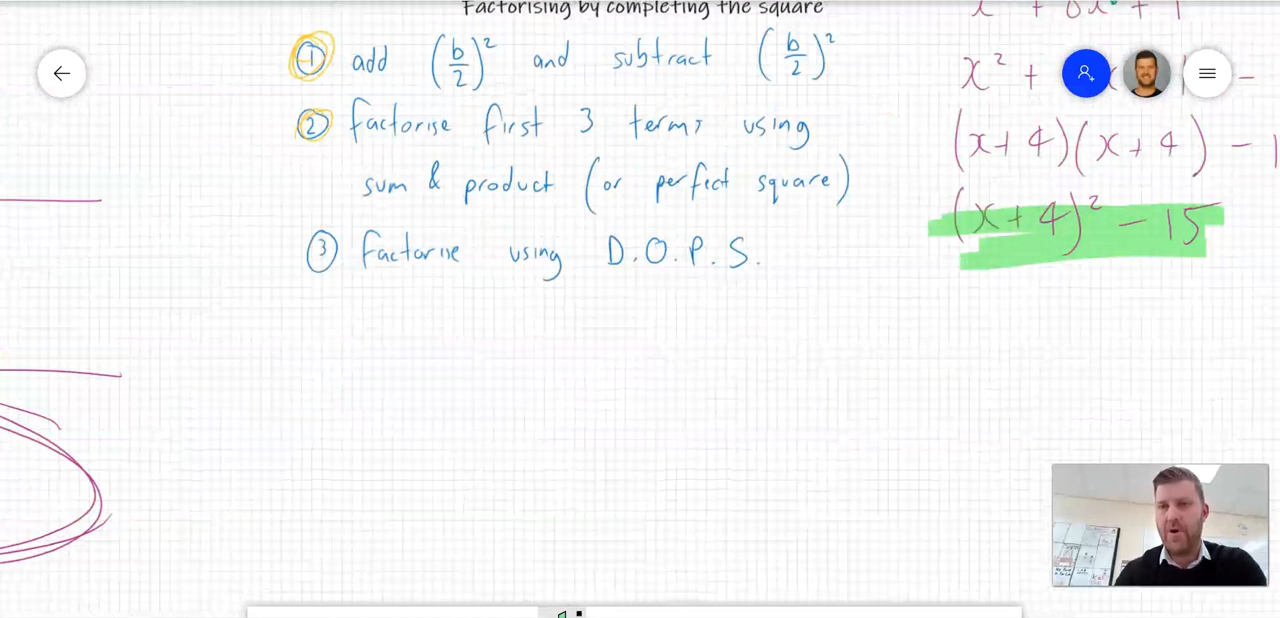 Factorising by completing the square
① add (b/2)² and subtract (b/2)²
② factorise first 3 terms using
sum & product (or perfect square)
③ factorise using D.O.P.S.
x² +
(x+4)(x+4) - 1
(x+4)² - 15